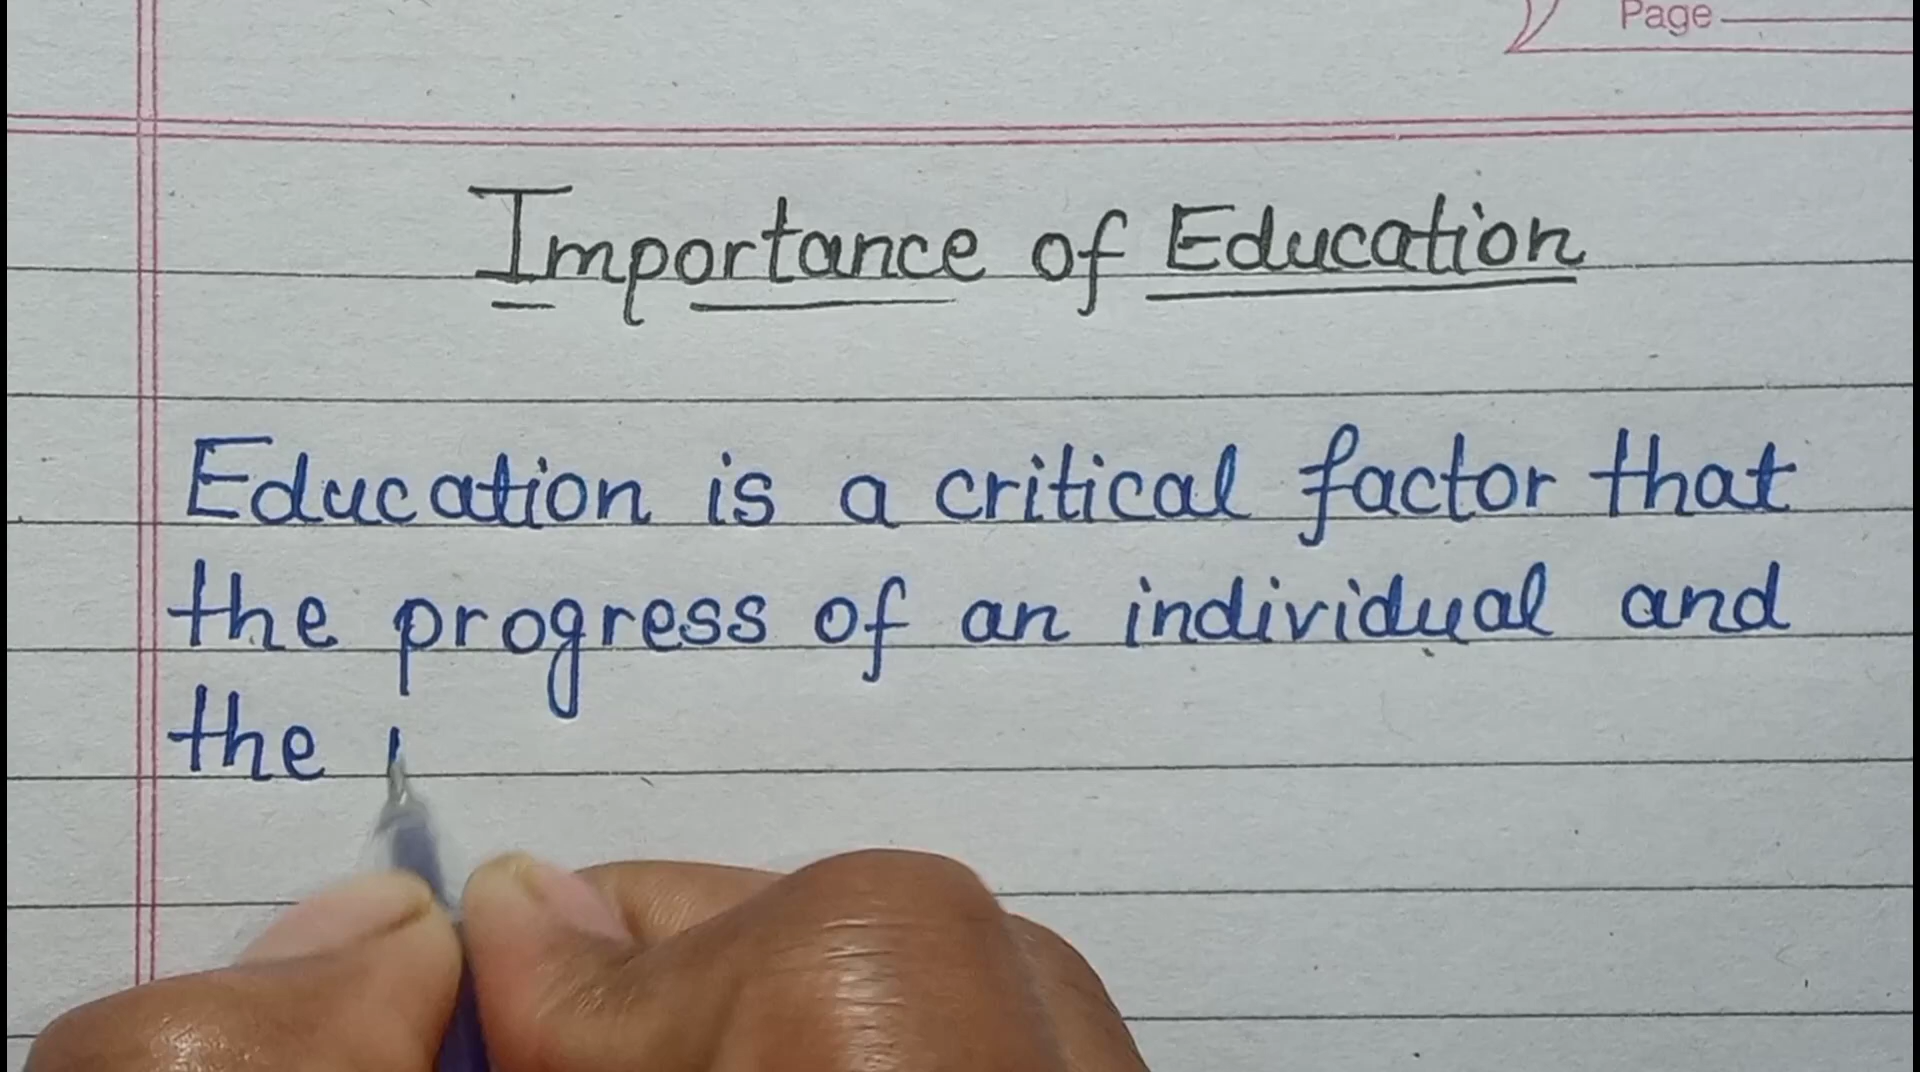 Page
Importance of Education
Education is a critical factor that
the progress of an individual and
the